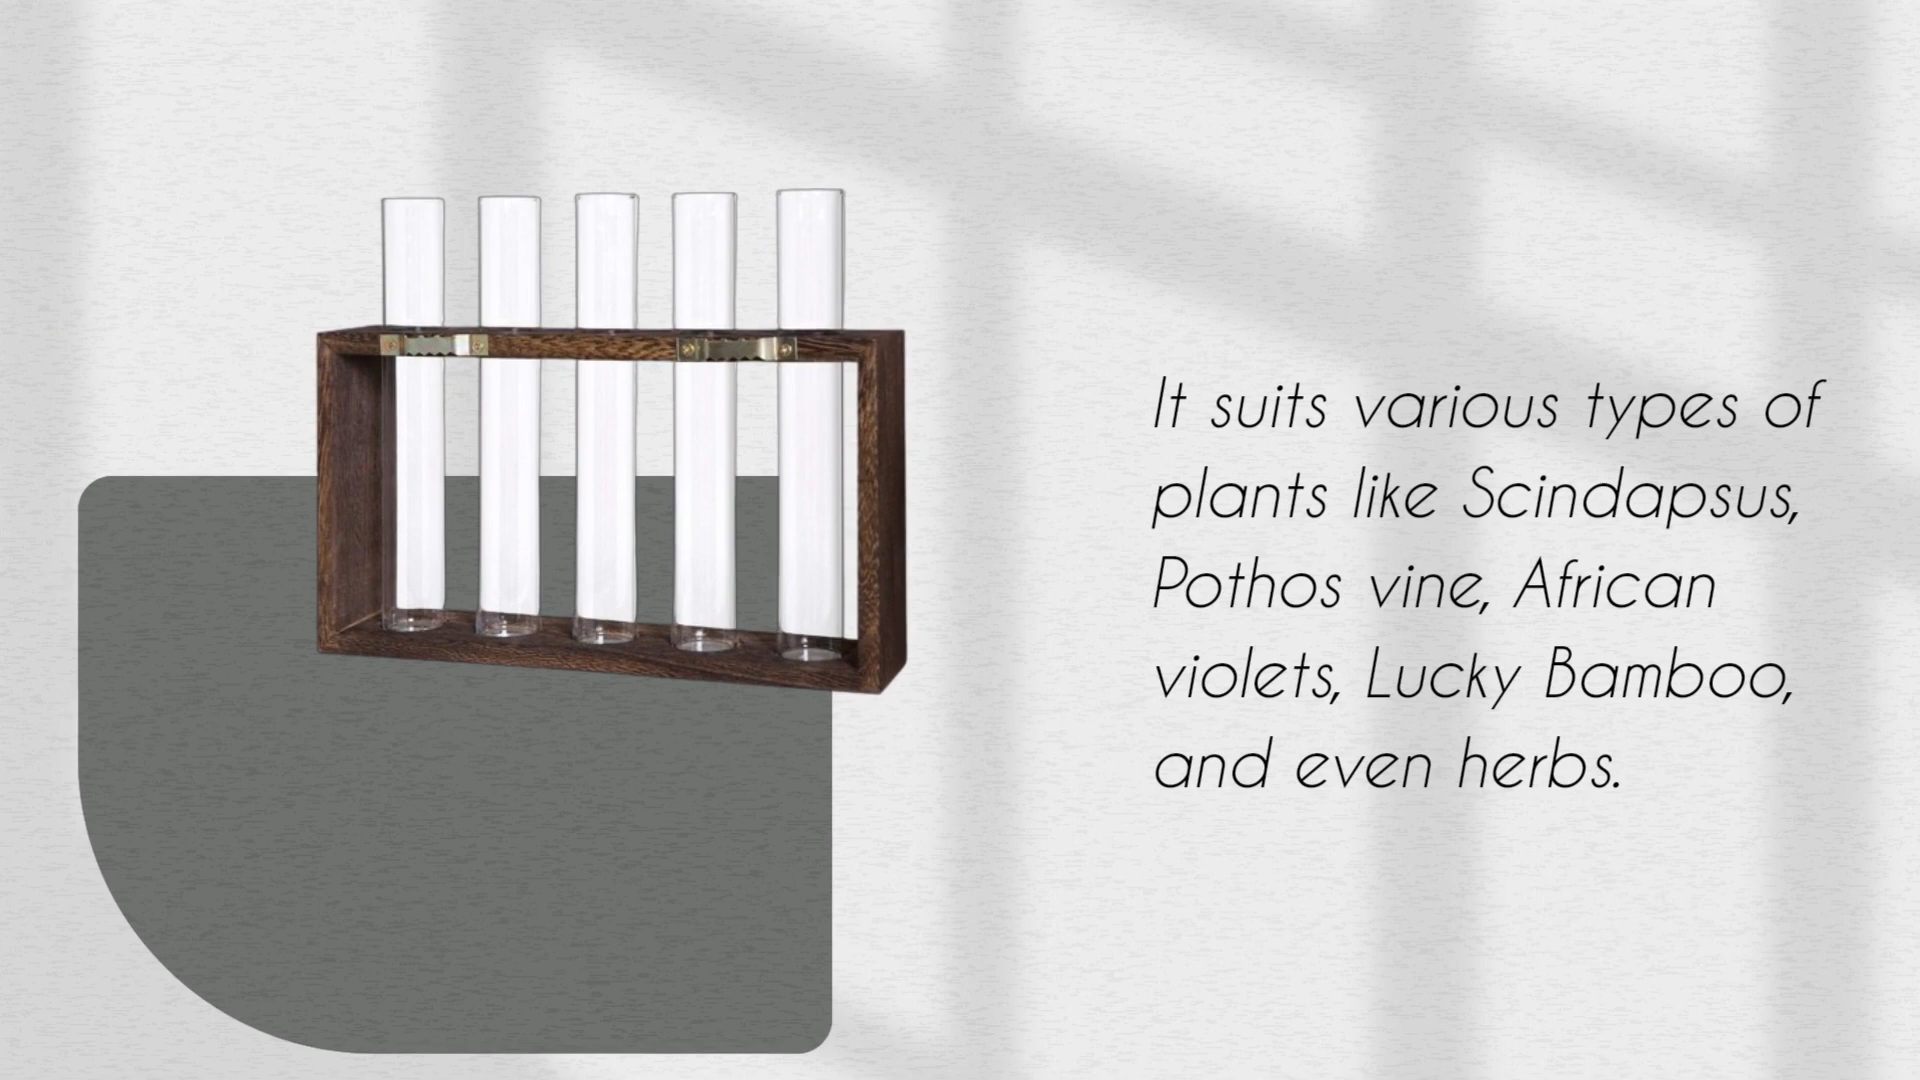 It suits various types of
plants like Scindapsus,
Pothos vine, African
violets, Lucky Bamboo,
and even herbs.